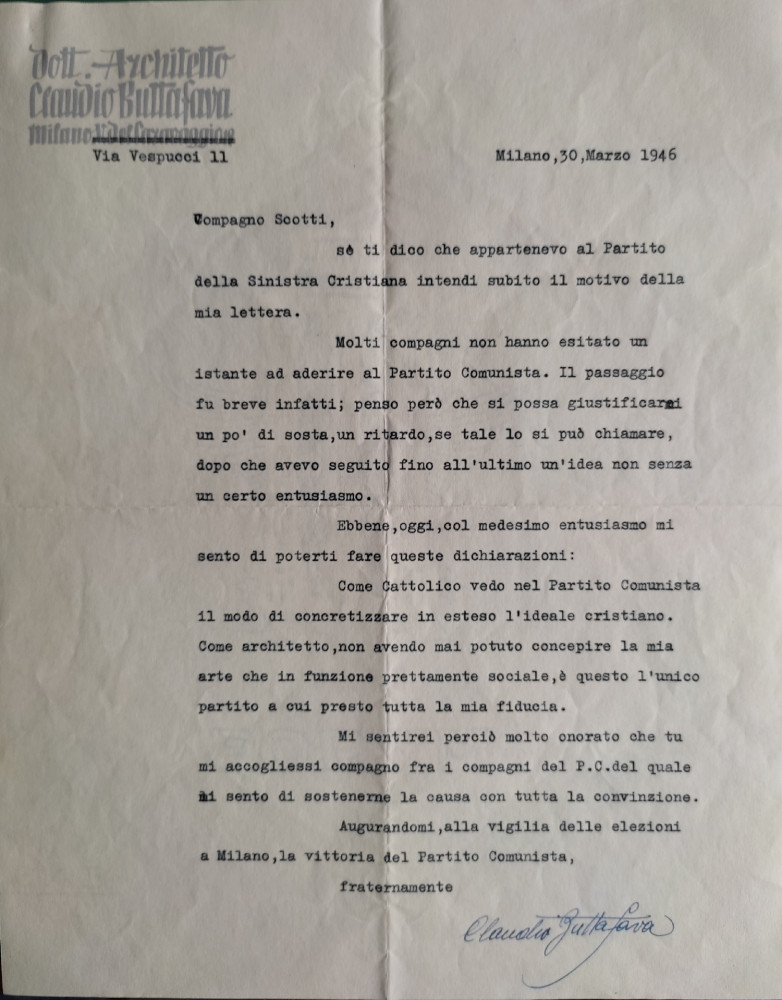 Dott. Architetto
Claudio Buttafava
Milano V. del Caravaggio
Via Vespucci 11
Milano,30,Marzo 1946
Compagno Scotti,
sè ti dico che appartenevo al Partito
della Sinistra Cristiana intendi subito il motivo della
mia lettera.
Molti compagni non hanno esitato un
istante ad aderire al Partito Comunista. Il passaggio
fu breve infatti; penso però che si possa giustificarmi
un po' di sosta,un ritardo,se tale lo si può chiamare,
dopo che avevo seguito fino all'ultimo un'idea non senza
un certo entusiasmo.
Ebbene,oggi,col medesimo entusiasmo mi
sento di poterti fare queste dichiarazioni:
Come Cattolico vedo nel Partito Comunista
il modo di concretizzare in esteso l'ideale cristiano.
Come architetto,non avendo mai potuto concepire la mia
arte che in funzione prettamente sociale,è questo l'unico
partito a cui presto tutta la mia fiducia.
Mi sentirei perciò molto onorato che tu
mi accogliessi compagno fra i compagni del P.C.del quale
mi sento di sostenerne la causa con tutta la convinzione.
Augurandomi,alla vigilia delle elezioni
a Milano,la vittoria del Partito Comunista,
fraternamente
Claudio Buttafava